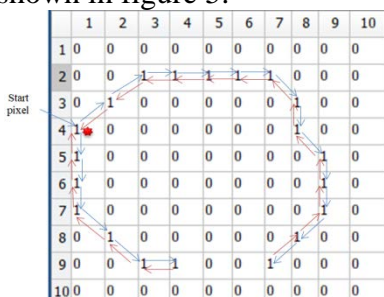 shown in figure 5.
1 2 3 4 5 6 7 8 9 10
1 0 0 0 0 0 0 0 0 0 0
2 0 0 1 1 1 1 1 0 0 0
3 0 1 0 0 0 0 0 1 0 0
Start
pixel
4 1 0 0 0 0 0 0 1 0 0
5 1 0 0 0 0 0 0 0 1 0
6 1 0 0 0 0 0 0 0 1 0
7 1 0 0 0 0 0 0 0 1 0
8 0 1 0 0 0 0 0 1 0 0
9 0 0 1 1 0 0 1 0 0 0
10 0 0 0 0 0 0 0 0 0 0